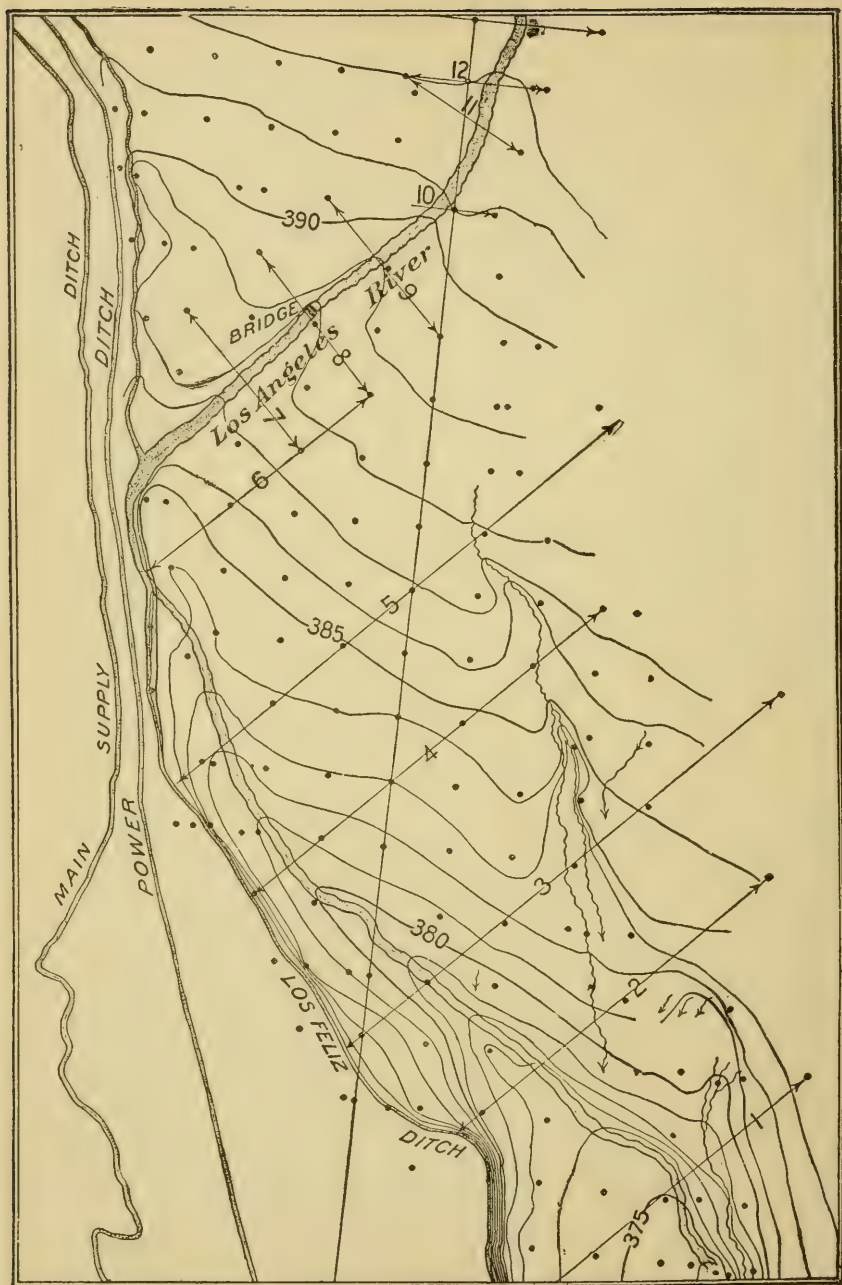 12
11
10
390
DITCH
DITCH
BRIDGE
River
9
Los Angeles
8
7
6
5
385
SUPPLY
4
MAIN
POWER
3
380
LOS FELIZ
2
DITCH
1
375